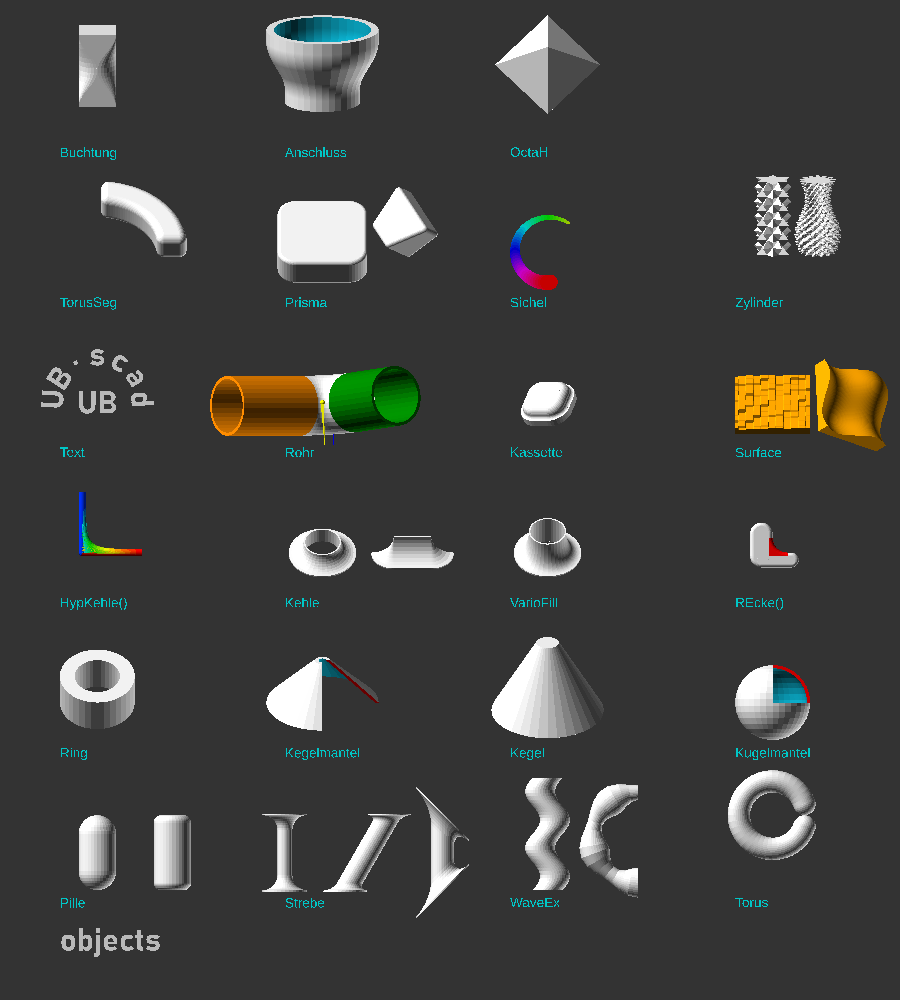 Buchtung Anschluss OctaH
TorusSeg Prisma Sichel Zylinder
UB.scad
UB
Text Rohr Kassette Surface
HypKehle() Kehle VarioFill REcke()
Ring Kegelmantel Kegel Kugelmantel
Pille Strebe WaveEx Torus
objects